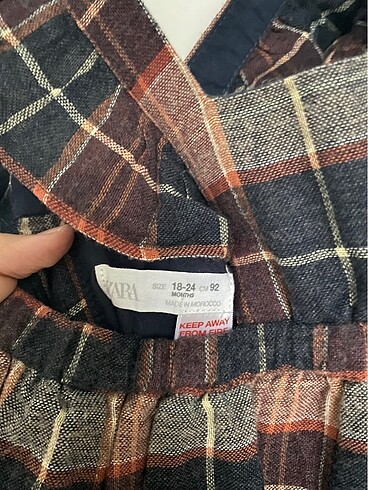 ZARA
SIZE 18-24 CM 92
MONTHS
MADE IN MOROCCO
KEEP AWAY
FROM FIRE